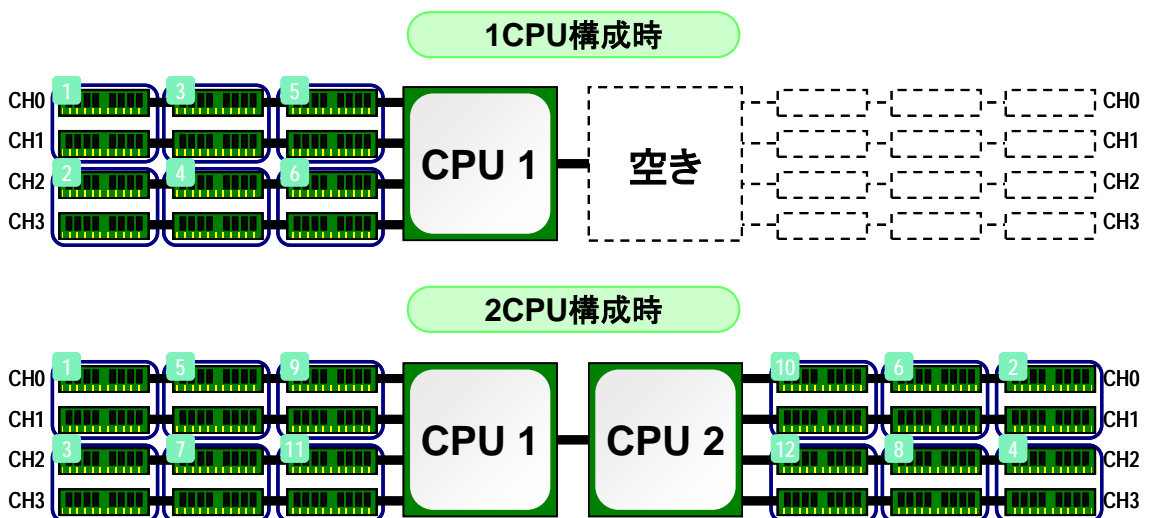 1CPU構成時
1 3 5
CH0 CH0
CH1 CH1
CPU 1 空き
2 4 6
CH2 CH2
CH3 CH3
2CPU構成時
1 5 9 10 6 2
CH0 CH0
CH1 CH1
CPU 1 CPU 2
3 7 11 12 8 4
CH2 CH2
CH3 CH3